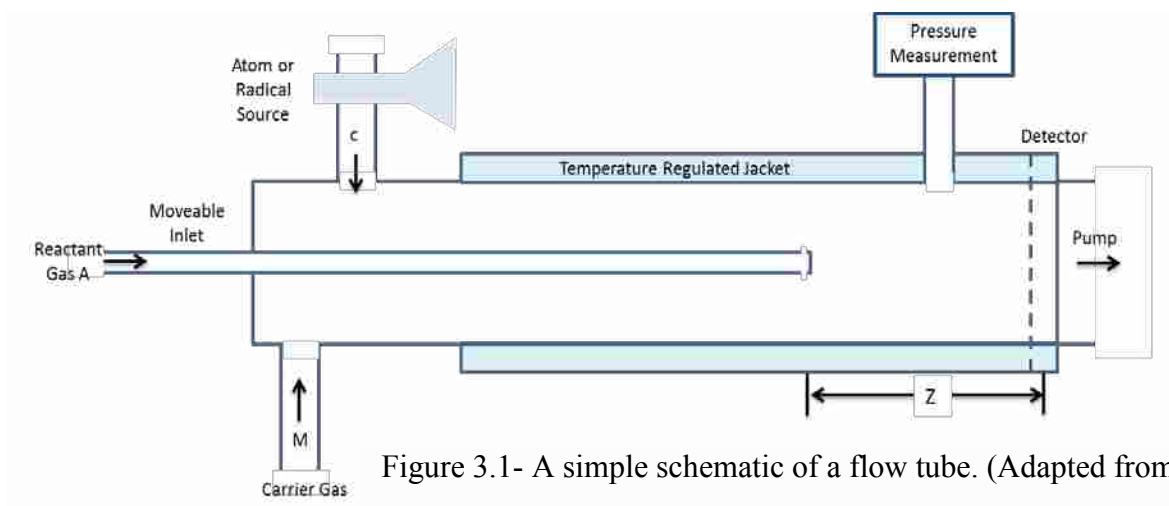 Pressure
Measurement
Atom or
Radical
Source
c
Detector
Temperature Regulated Jacket
Moveable
Inlet
Reactant
Gas A
Pump
Z
M
Carrier Gas
Figure 3.1- A simple schematic of a flow tube. (Adapted from